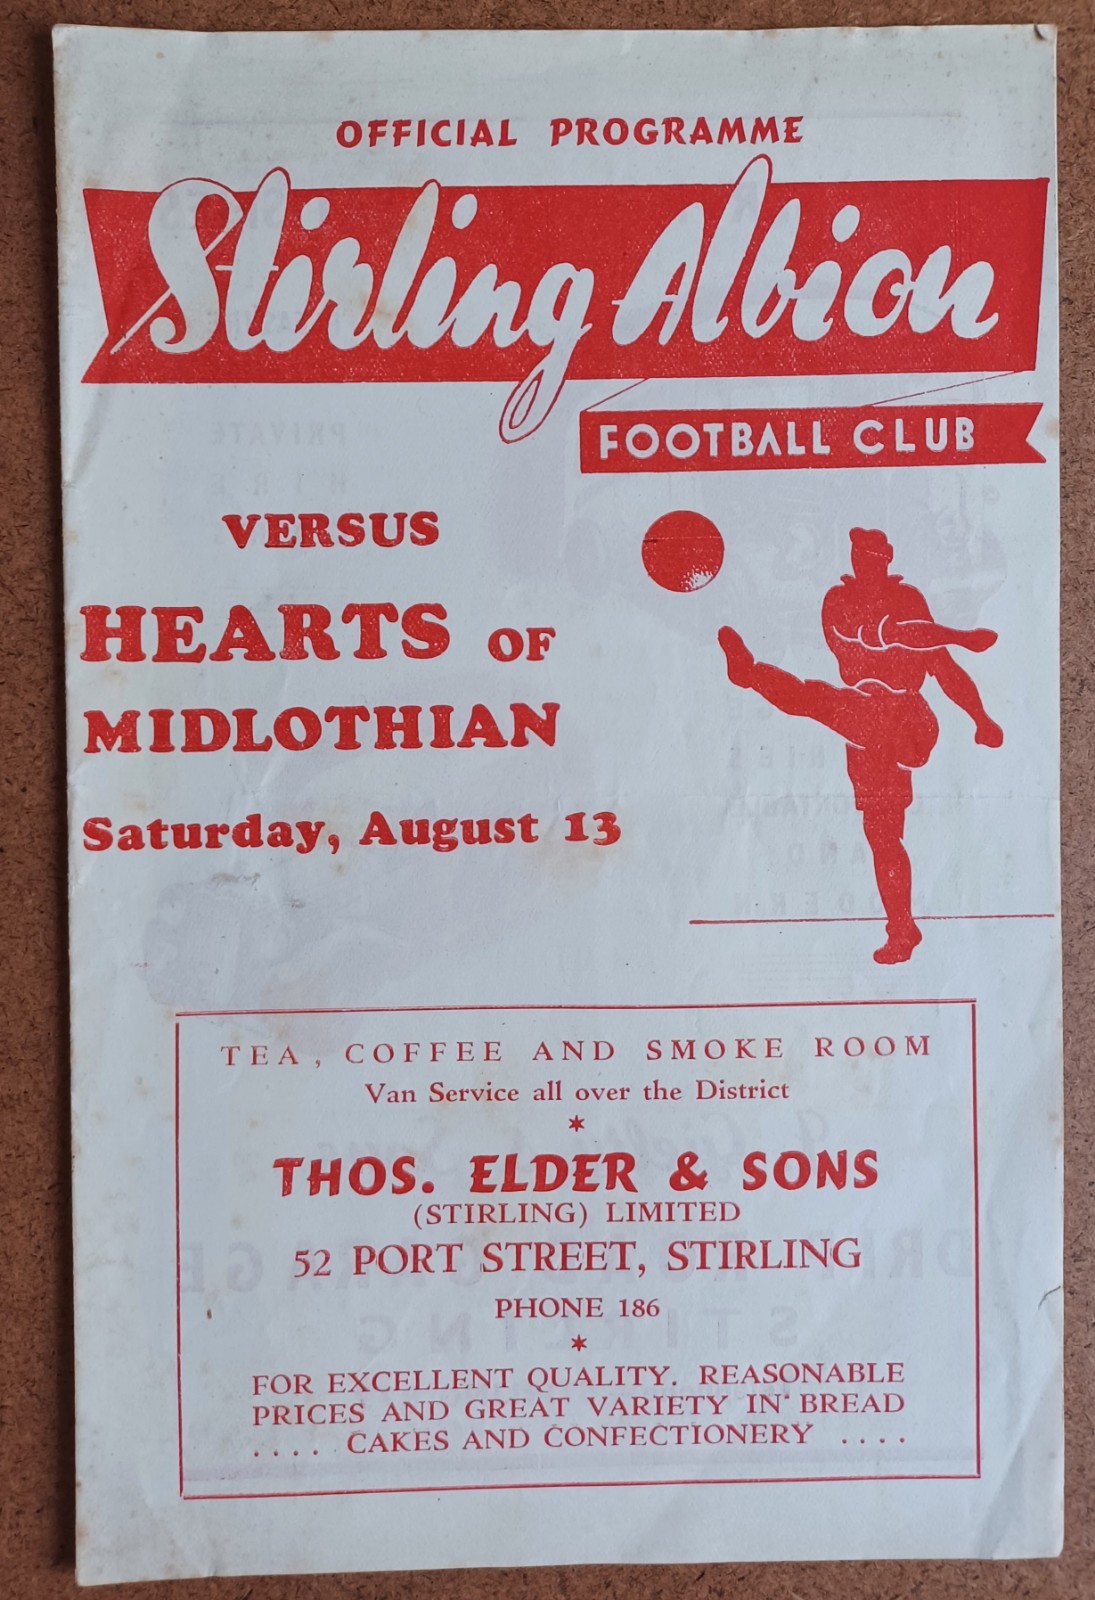 OFFICIAL PROGRAMME
Stirling Albion
FOOTBALL CLUB
VERSUS
HEARTS OF
MIDLOTHIAN
Saturday, August 13
TEA, COFFEE AND SMOKE ROOM
Van Service all over the District
*
THOS. ELDER & SONS
(STIRLING) LIMITED
52 PORT STREET, STIRLING
PHONE 186
*
FOR EXCELLENT QUALITY. REASONABLE
PRICES AND GREAT VARIETY IN BREAD
.... CAKES AND CONFECTIONERY ....